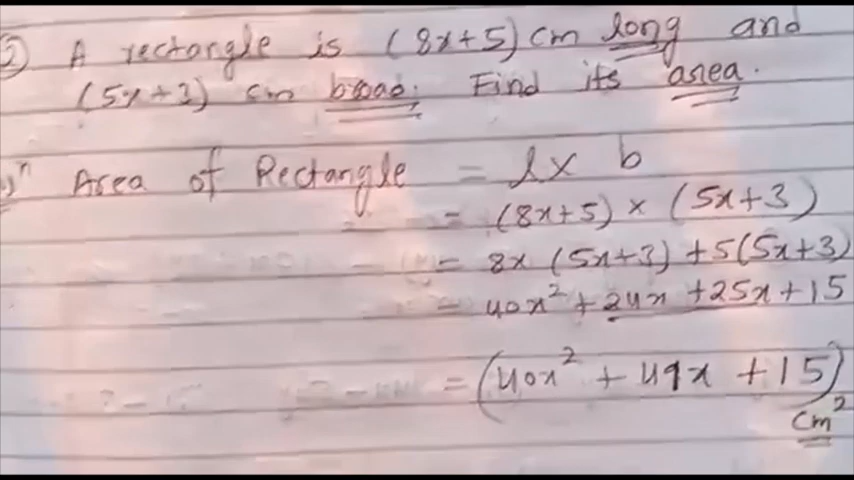 2) A rectangle is (8x+5) cm long and
(5x+3) cm broad. Find its area.
Area of Rectangle = l x b
= (8x+5) x (5x+3)
= 8x (5x+3) +5(5x+3)
= 40x² + 24x +25x+15
= (40x² + 49x +15)
cm²